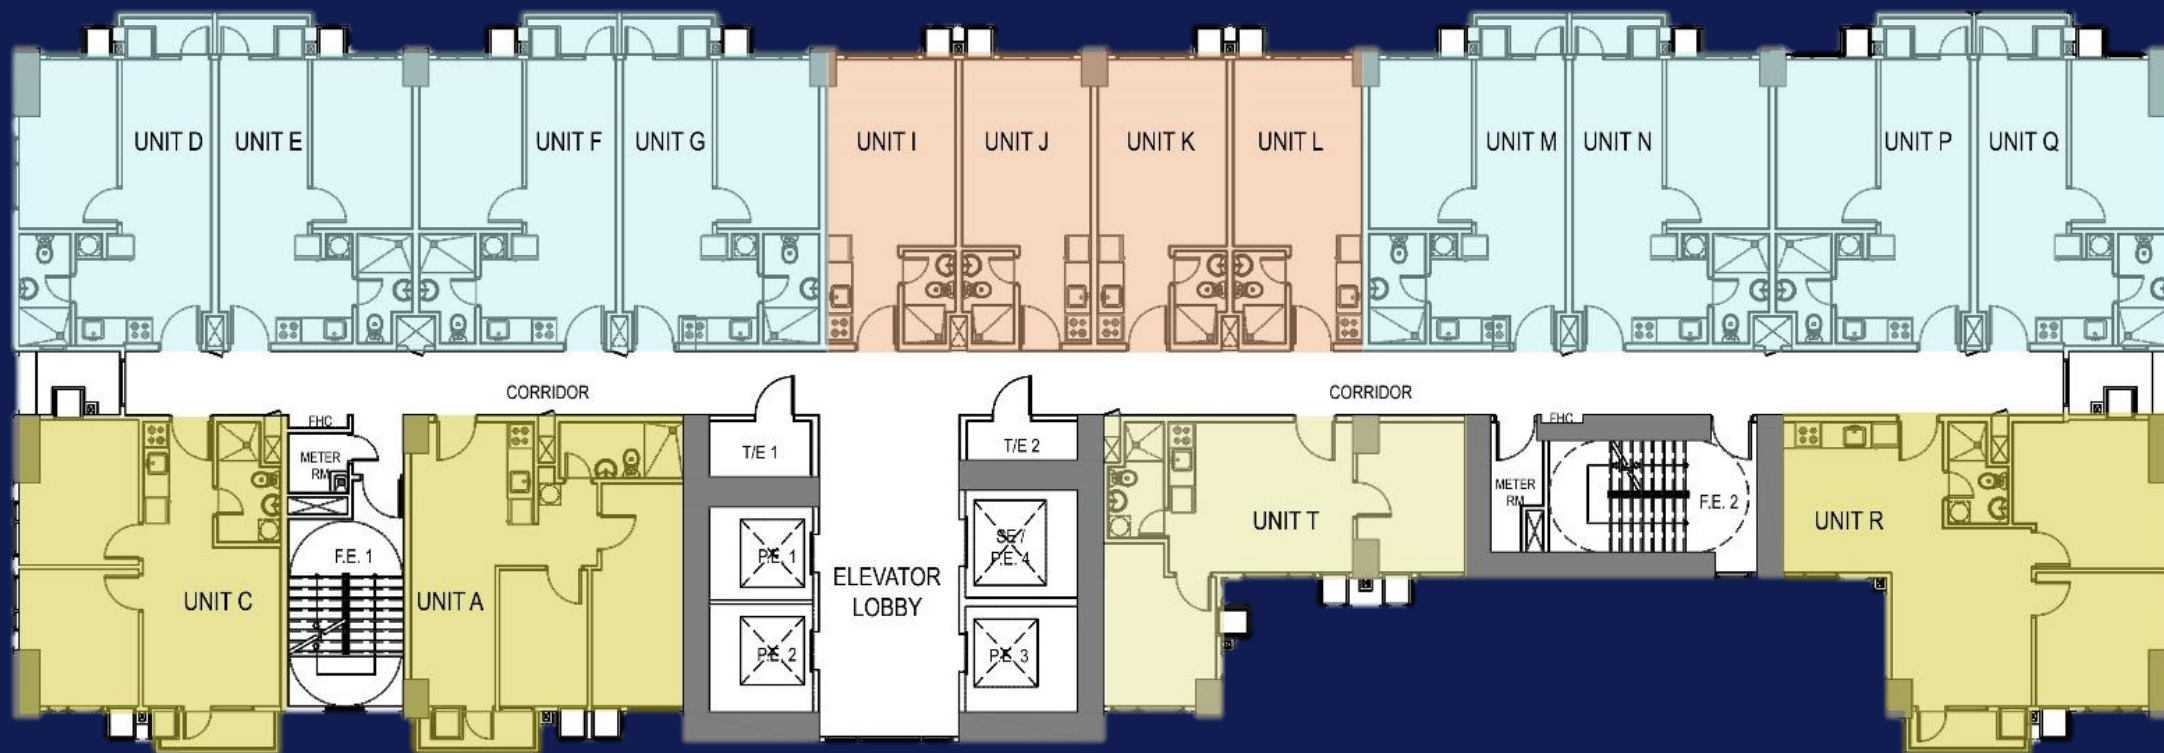 UNIT D
UNIT E
UNIT F
UNIT G
UNIT I
UNIT J
UNIT K
UNIT L
UNIT M
UNIT N
UNIT P
UNIT Q
CORRIDOR
CORRIDOR
FHC
FHC
METER
RM
T/E 1
T/E 2
METER
RM
F.E. 2
UNIT T
UNIT R
F.E. 1
P.E. 1
SE /
P.E. 4
ELEVATOR
LOBBY
UNIT C
UNIT A
P.E. 2
P.E. 3